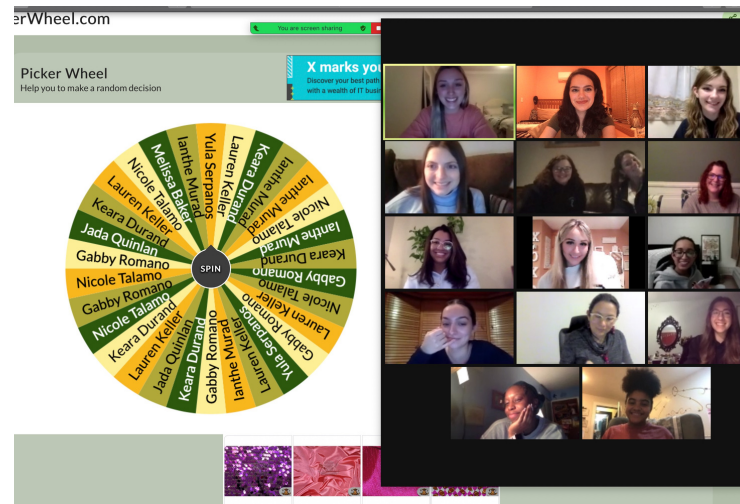 erWheel.com
You are screen sharing
Picker Wheel
Help you to make a random decision
X marks you
Discover your best path
with a wealth of IT busin
Yula Serpanos
Lauren Keller
Keara Durand
Ianthe Murad
Ianthe Murad
Nicole Talamo
Ianthe Murad
Keara Durand
Gabby Romano
Nicole Talamo
Lauren Keller
Gabby Romano
Yula Serpanos
Lauren Keller
Ianthe Murad
Gabby Romano
Keara Durand
Jada Quinlan
Lauren Keller
Keara Durand
Nicole Talamo
Gabby Romano
Nicole Talamo
Gabby Romano
Jada Quinlan
Keara Durand
Lauren Keller
Nicole Talamo
Melissa Baker
Ianthe Murad
SPIN